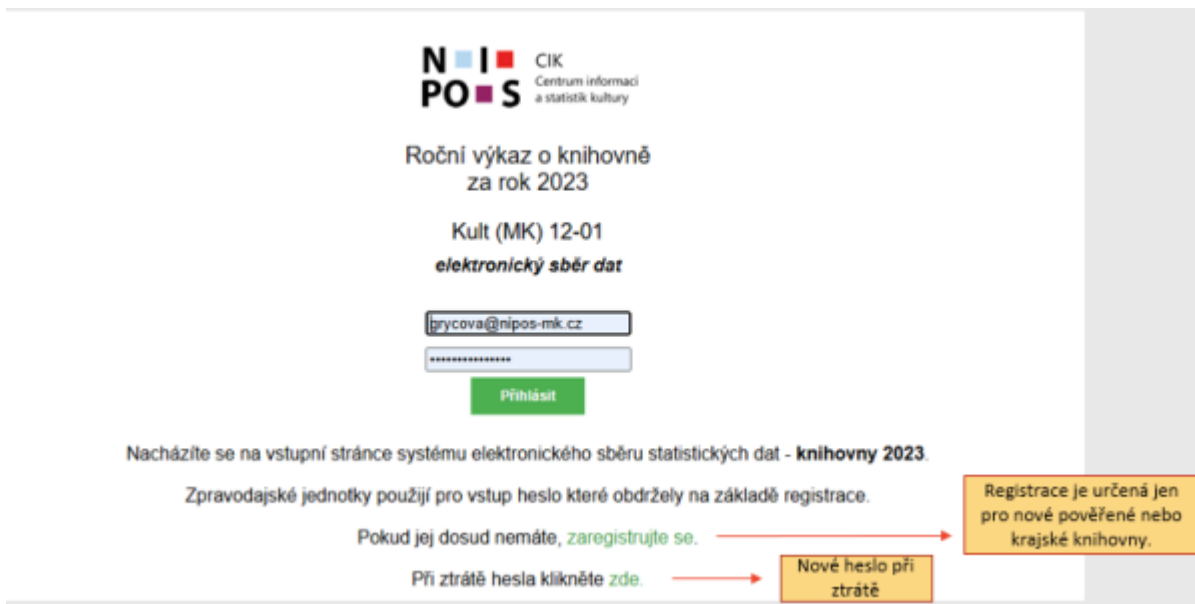 NIPOS
CIK
Centrum informací
a statistik kultury
Roční výkaz o knihovně
za rok 2023
Kult (MK) 12-01
elektronický sběr dat
grycova@nipos-mk.cz
•••••••••••••••
Přihlásit
Nacházíte se na vstupní stránce systému elektronického sběru statistických dat - knihovny 2023.
Zpravodajské jednotky použijí pro vstup heslo které obdržely na základě registrace.
Pokud jej dosud nemáte, zaregistrujte se.
Registrace je určená jen
pro nové pověřené nebo
krajské knihovny.
Při ztrátě hesla klikněte zde.
Nové heslo při
ztrátě